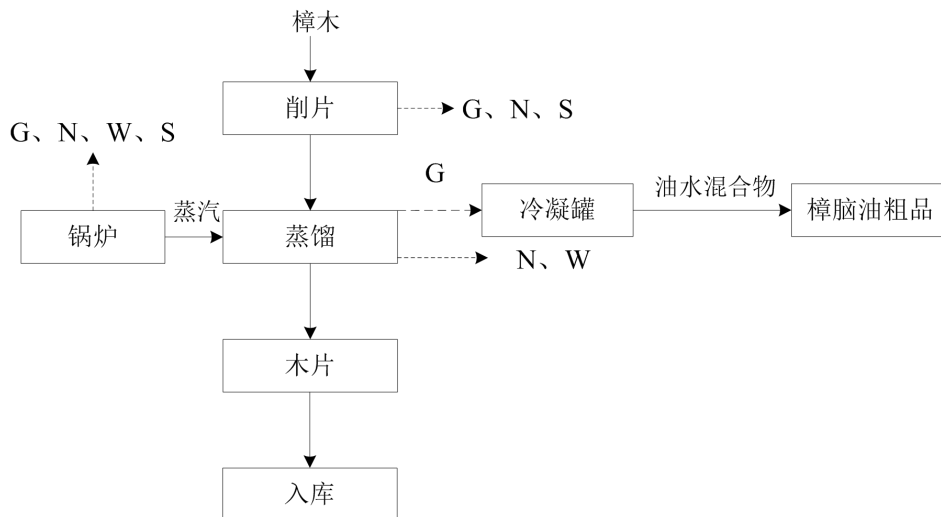 樟木
削片
G、N、S
G、N、W、S
G
蒸汽
锅炉
蒸馏
冷凝罐
油水混合物
樟脑油粗品
N、W
木片
入库